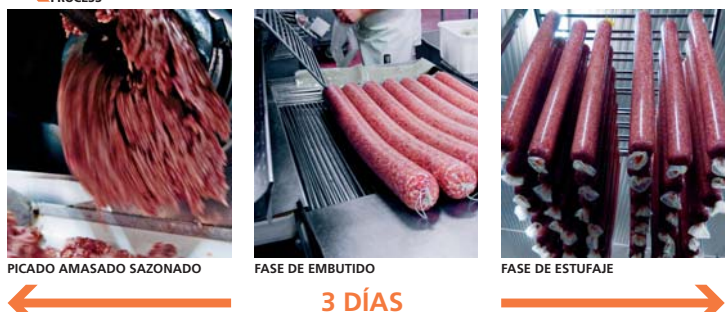 PROCESS
PICADO AMASADO SAZONADO
FASE DE EMBUTIDO
FASE DE ESTUFAJE
3 DÍAS